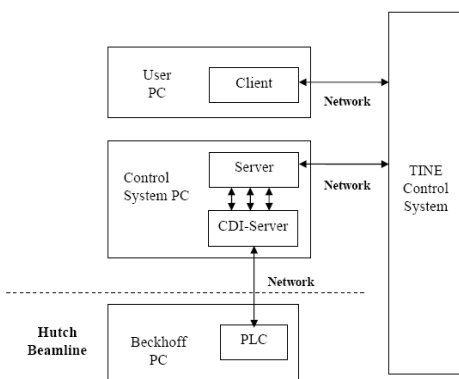 User
PC
Client
Network
Control
System PC
Server
CDI-Server
Network
TINE
Control
System
Network
Hutch
Beamline
Beckhoff
PC
PLC